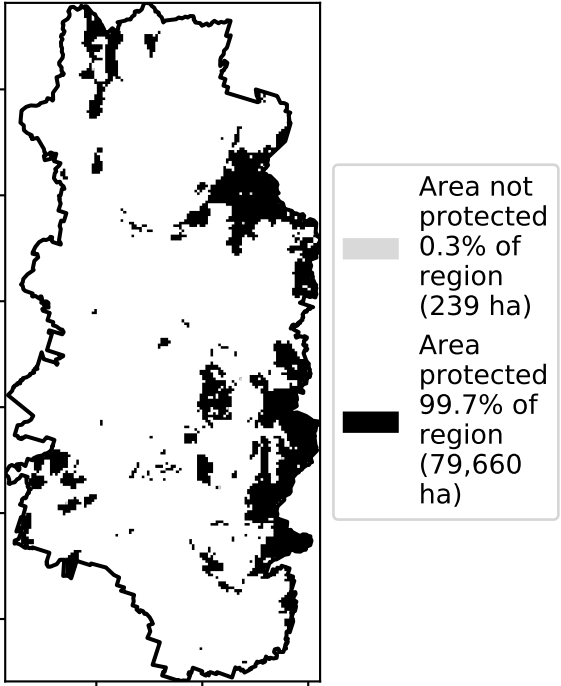 Area not
protected
0.3% of
region
(239 ha)
Area
protected
99.7% of
region
(79,660
ha)